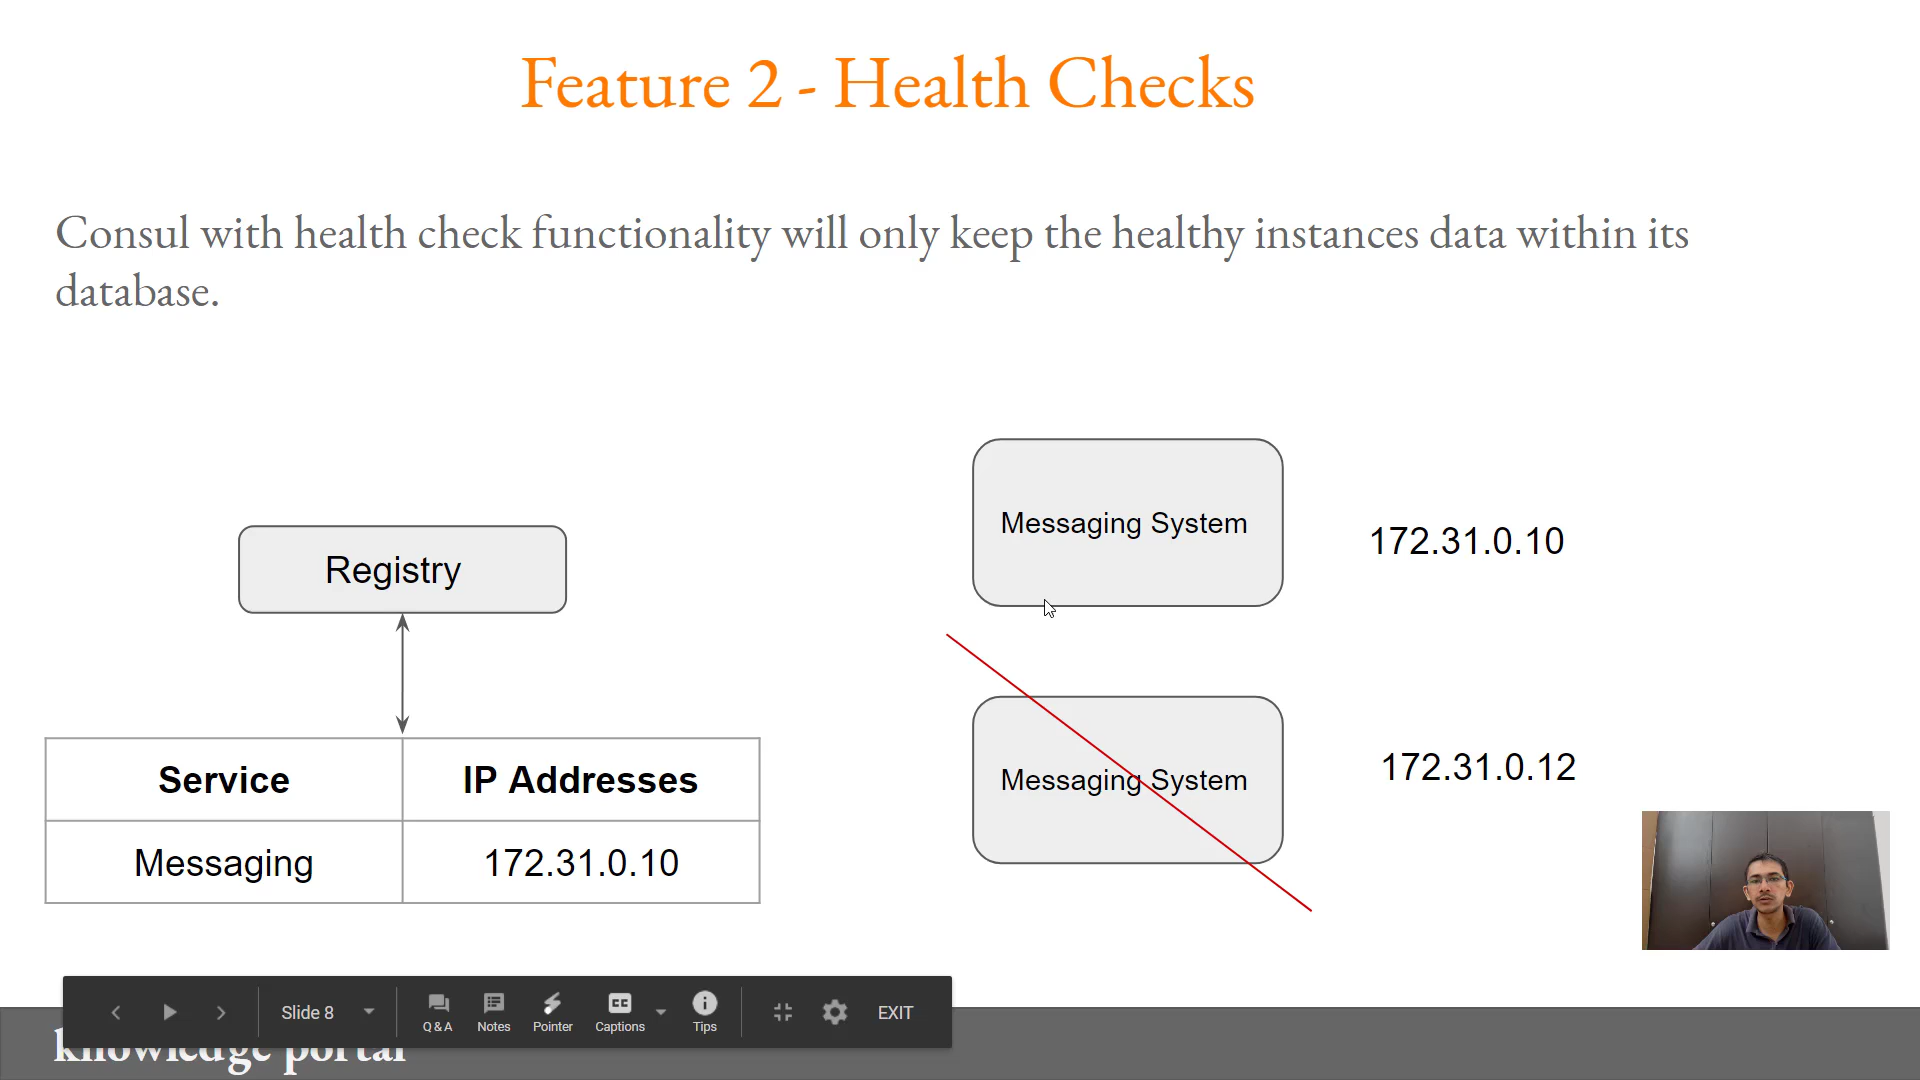 Feature 2 - Health Checks
Consul with health check functionality will only keep the healthy instances data within its
database.
Messaging System
172.31.0.10
Registry
Messaging System
172.31.0.12
Service
IP Addresses
Messaging
172.31.0.10
Slide 8
Q & A
Notes
Pointer
CC
Captions
Tips
EXIT
knowledge portal